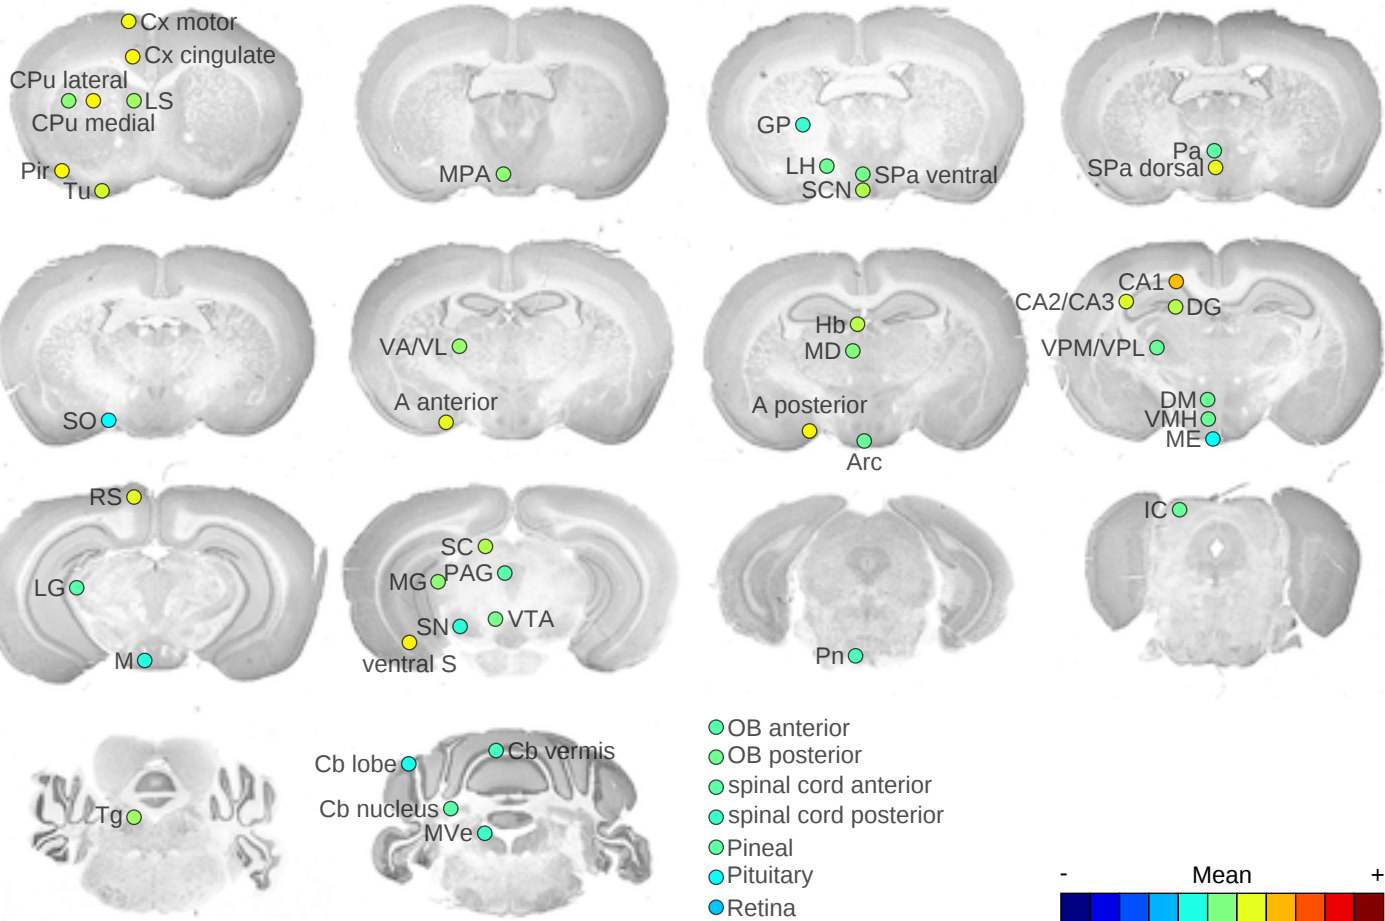 Cx motor
Cx cingulate
CPu lateral
LS
CPu medial
Pir
Tu
MPA
GP
LH
SPa ventral
SCN
Pa
SPa dorsal
SO
VA/VL
A anterior
Hb
MD
A posterior
Arc
CA1
CA2/CA3
DG
VPM/VPL
DM
VMH
ME
RS
LG
M
SC
PAG
MG
SN
VTA
ventral S
Pn
IC
Tg
Cb lobe
Cb vermis
Cb nucleus
MVe
OB anterior
OB posterior
spinal cord anterior
spinal cord posterior
Pineal
Pituitary
Retina
- Mean +